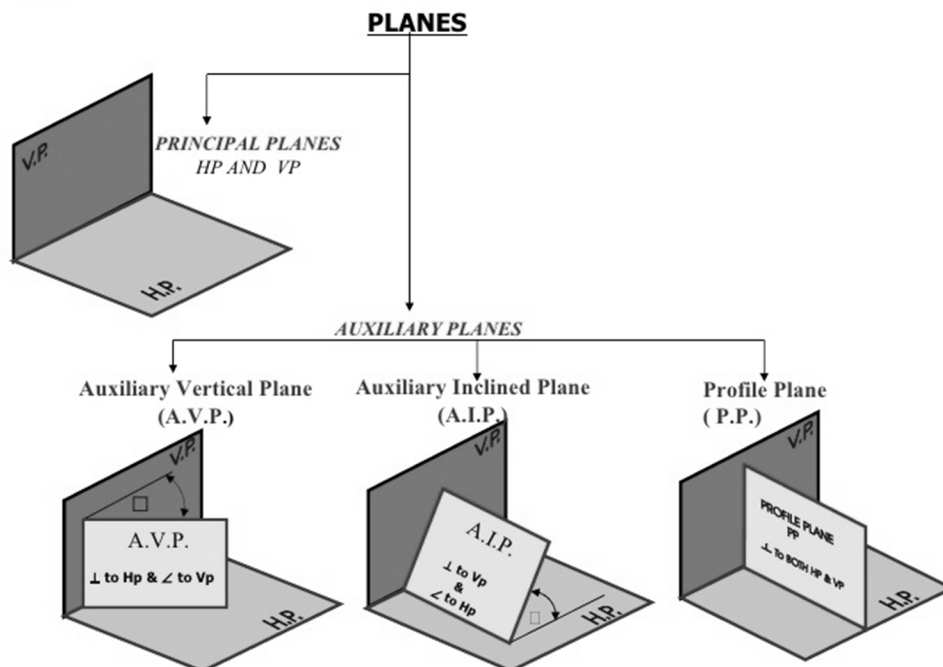 PLANES
PRINCIPAL PLANES
HP AND VP
V.P.
H.P.
AUXILIARY PLANES
Auxiliary Vertical Plane
(A.V.P.)
V.P.
□
A.V.P.
⊥ to Hp & ∠ to Vp
H.P.
Auxiliary Inclined Plane
(A.I.P.)
V.P.
A.I.P.
⊥ to Vp
&
∠ to Hp
□
H.P.
Profile Plane
( P.P.)
V.P.
PROFILE PLANE
PP
⊥ To BOTH HP & VP
H.P.